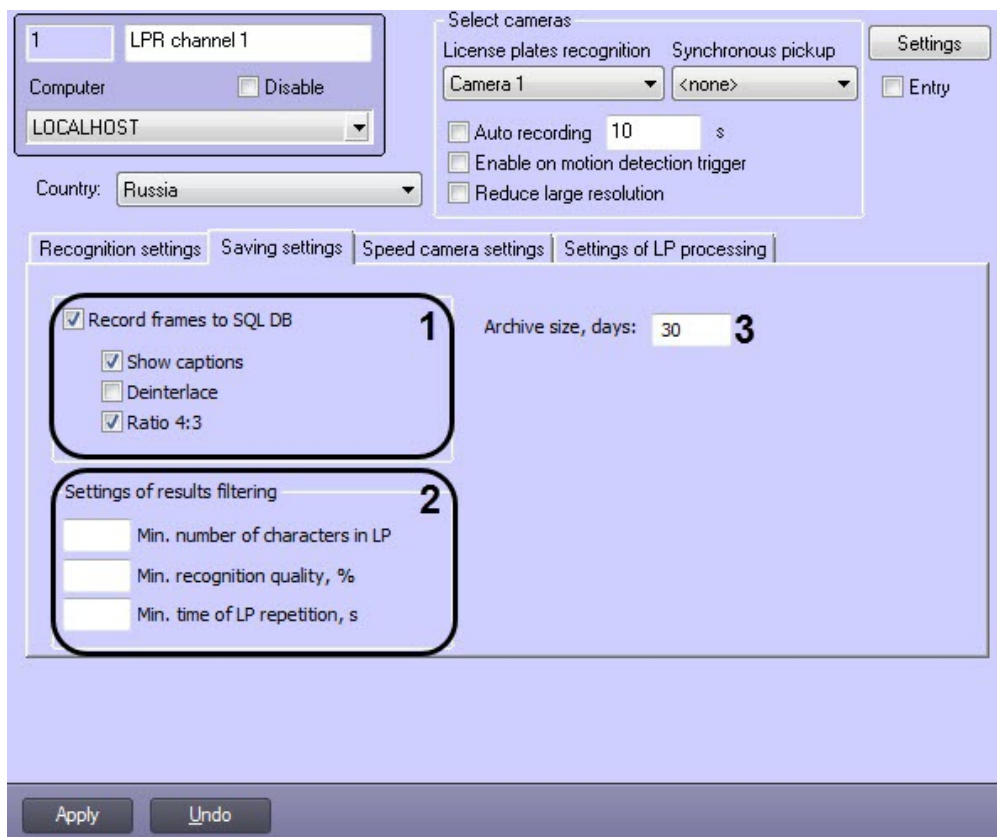 1 LPR channel 1
Computer Disable
LOCALHOST
Country: Russia
Select cameras
License plates recognition Synchronous pickup
Camera 1 <none>
Auto recording 10 s
Enable on motion detection trigger
Reduce large resolution
Settings
Entry
Recognition settings Saving settings Speed camera settings Settings of LP processing
Record frames to SQL DB 1
Show captions
Deinterlace
Ratio 4:3
Archive size, days: 30 3
Settings of results filtering 2
Min. number of characters in LP
Min. recognition quality, %
Min. time of LP repetition, s
Apply Undo